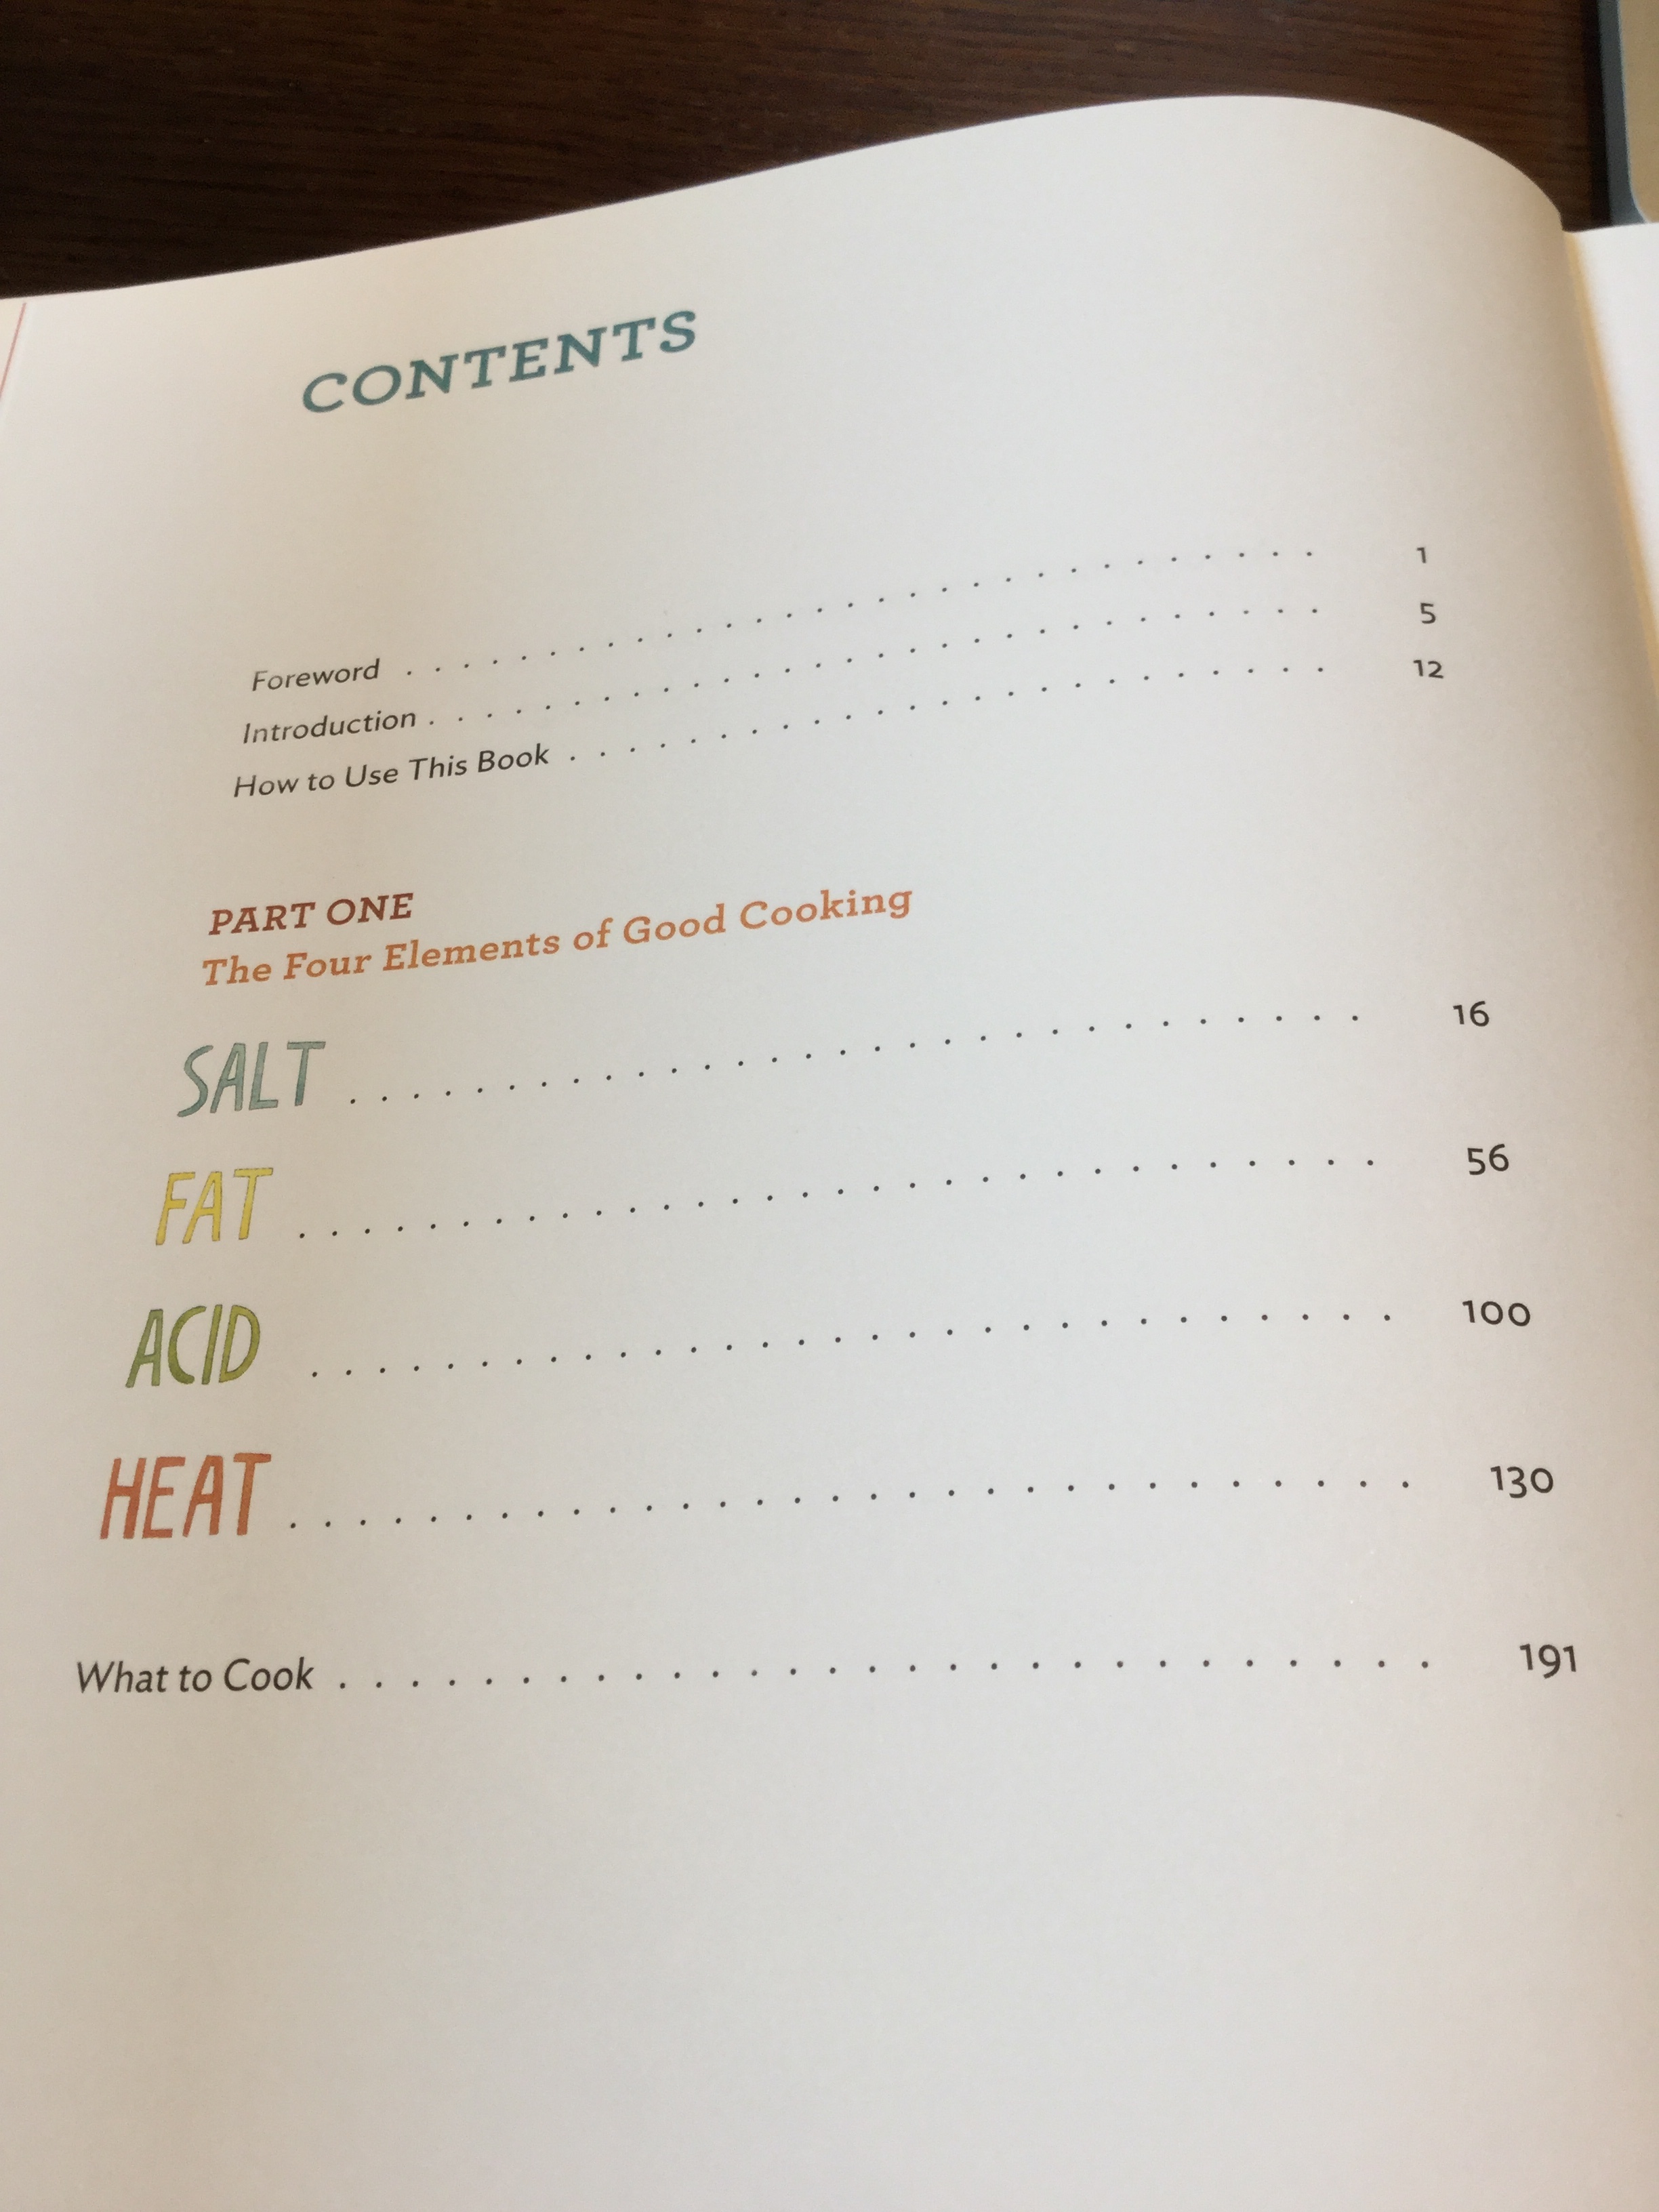 CONTENTS
Foreword . . . . . . . . . . . . . . . . . . . . . . . . . . . . . . 1
Introduction . . . . . . . . . . . . . . . . . . . . . . . . . . . . . 5
How to Use This Book . . . . . . . . . . . . . . . . . . . . . . . . 12
PART ONE
The Four Elements of Good Cooking
SALT . . . . . . . . . . . . . . . . . . . . . . . . . . . . . . 16
FAT . . . . . . . . . . . . . . . . . . . . . . . . . . . . . . . 56
ACID . . . . . . . . . . . . . . . . . . . . . . . . . . . . . . 100
HEAT . . . . . . . . . . . . . . . . . . . . . . . . . . . . . . 130
What to Cook . . . . . . . . . . . . . . . . . . . . . . . . . . . . 191